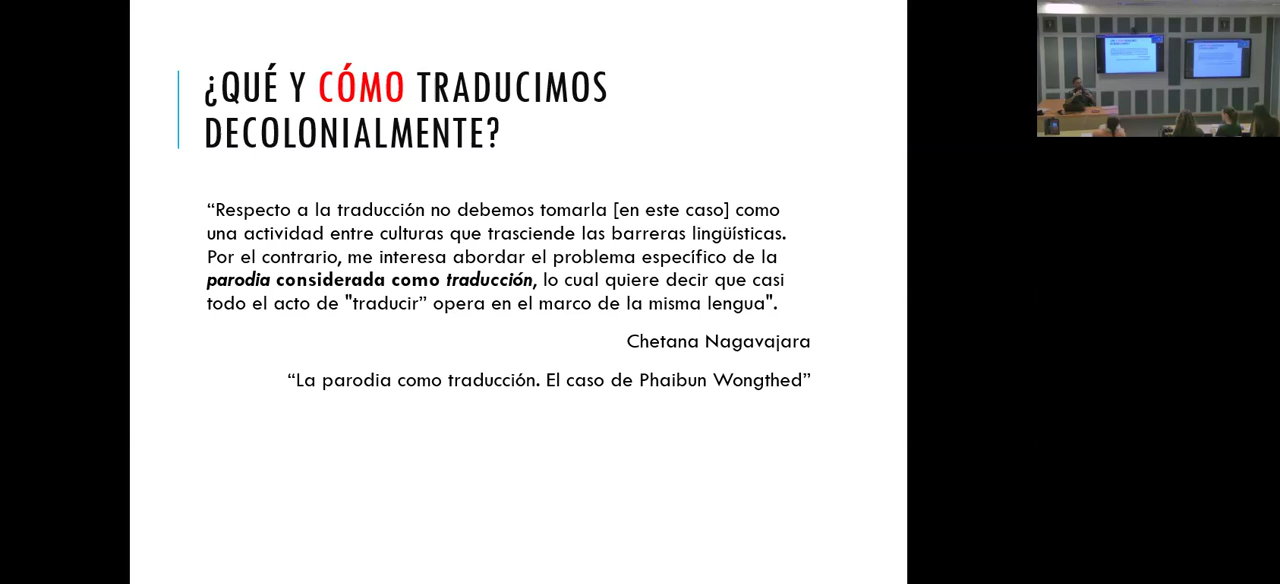 ¿QUÉ Y CÓMO TRADUCIMOS
DECOLONIALMENTE?
“Respecto a la traducción no debemos tomarla [en este caso] como
una actividad entre culturas que trasciende las barreras lingüísticas.
Por el contrario, me interesa abordar el problema específico de la
parodia considerada como traducción, lo cual quiere decir que casi
todo el acto de "traducir” opera en el marco de la misma lengua".
Chetana Nagavajara
“La parodia como traducción. El caso de Phaibun Wongthed”